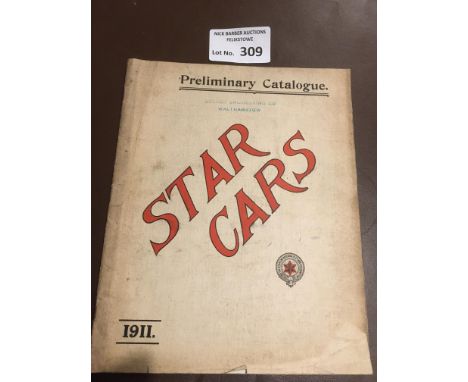 NICK BARBER AUCTIONS
FELIXSTOWE
Lot No. 309
Preliminary Catalogue.
WALTHAMSTOW
STAR
CARS
1911.